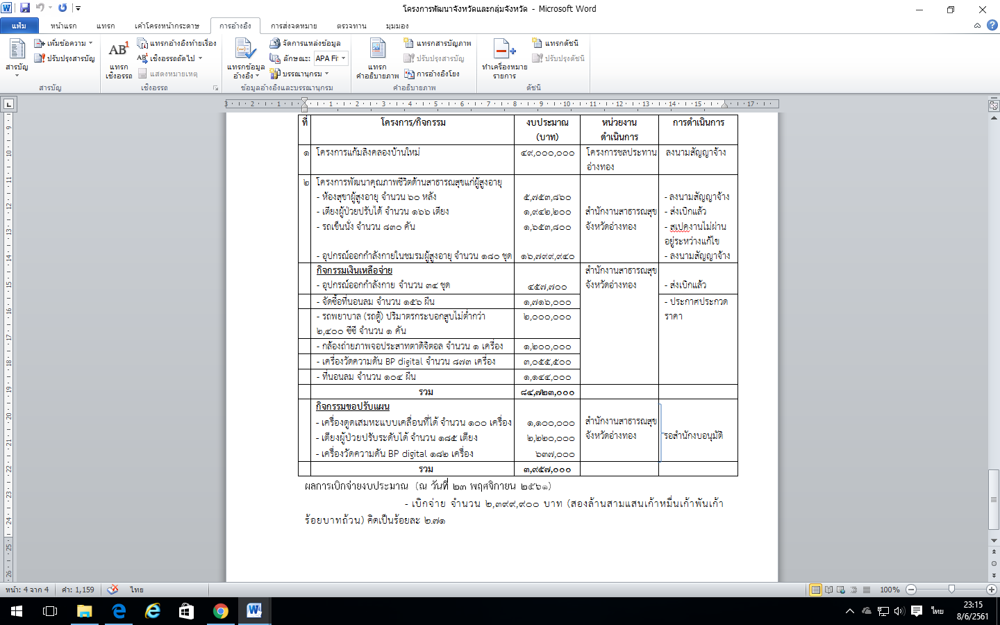 โครงการพัฒนาจังหวัดและกลุ่มจังหวัด - Microsoft Word
แฟ้ม หน้าแรก แทรก เค้าโครงหน้ากระดาษ การอ้างอิง การส่งจดหมาย ตรวจทาน มุมมอง
สารบัญ
เพิ่มข้อความ
ปรับปรุงสารบัญ
สารบัญ
AB1
แทรกเชิงอรรถ
แทรกอ้างอิงท้ายเรื่อง
เชิงอรรถถัดไป
แสดงหมายเหตุ
เชิงอรรถ
แทรกข้อมูลอ้างอิง
จัดการแหล่งข้อมูล
ลักษณะ: APA Fi
บรรณานุกรม
ข้อมูลอ้างอิงและบรรณานุกรม
แทรกคำอธิบายภาพ
แทรกสารบัญภาพ
ปรับปรุงสารบัญ
การอ้างอิงโยง
คำอธิบายภาพ
ทำเครื่องหมายรายการ
แทรกดัชนี
ปรับปรุงดัชนี
ดัชนี
ที่ โครงการ/กิจกรรม งบประมาณ (บาท) หน่วยงานดำเนินการ การดำเนินการ
๑ โครงการแก้มลิงคลองบ้านใหม่ ๔๙,๐๐๐,๐๐๐ โครงการชลประทานอ่างทอง ลงนามสัญญาจ้าง
๒ โครงการพัฒนาคุณภาพชีวิตด้านสาธารณสุขแก่ผู้สูงอายุ
- ห้องสุขาผู้สูงอายุ จำนวน ๖๐ หลัง ๕,๗๕๓,๘๖๐ - ลงนามสัญญาจ้าง
- เตียงผู้ป่วยปรับได้ จำนวน ๑๖๖ เตียง ๑,๙๔๒,๒๐๐ สำนักงานสาธารณสุข - ส่งเบิกแล้ว
- รถเข็นนั่ง จำนวน ๘๓๐ คัน ๑,๖๕๓,๘๐๐ จังหวัดอ่างทอง - สเปคงานไม่ผ่าน
อยู่ระหว่างแก้ไข
- อุปกรณ์ออกกำลังกายในชมรมผู้สูงอายุ จำนวน ๑๘๐ ชุด ๑๖,๗๙๙,๙๔๐ - ลงนามสัญญาจ้าง
กิจกรรมเงินเหลือจ่าย สำนักงานสาธารณสุข
- อุปกรณ์ออกกำลังกาย จำนวน ๓๔ ชุด ๔๕๗,๗๐๐ จังหวัดอ่างทอง - ส่งเบิกแล้ว
- จัดซื้อที่นอนลม จำนวน ๑๕๖ ผืน ๑,๗๑๖,๐๐๐ - ประกาศประกวด
- รถพยาบาล (รถตู้) ปริมาตรกระบอกสูบไม่ต่ำกว่า ๒,๐๐๐,๐๐๐ ราคา
๒,๔๐๐ ซีซี จำนวน ๑ คัน
- กล้องถ่ายภาพจอประสาทตาดิจิตอล จำนวน ๑ เครื่อง ๑,๒๐๐,๐๐๐
- เครื่องวัดความดัน BP digital จำนวน ๘๗๓ เครื่อง ๓,๐๕๕,๕๐๐
- ที่นอนลม จำนวน ๑๐๔ ผืน ๑,๑๔๔,๐๐๐
รวม ๘๔,๗๒๓,๐๐๐
กิจกรรมขอปรับแผน
- เครื่องดูดเสมหะแบบเคลื่อนที่ได้ จำนวน ๑๐๐ เครื่อง ๑,๑๐๐,๐๐๐ สำนักงานสาธารณสุข
- เตียงผู้ป่วยปรับระดับได้ จำนวน ๑๘๕ เตียง ๒,๒๒๐,๐๐๐ จังหวัดอ่างทอง รอสำนักงบอนุมัติ
- เครื่องวัดความดัน BP digital ๑๘๒ เครื่อง ๖๓๗,๐๐๐
รวม ๓,๙๕๗,๐๐๐
ผลการเบิกจ่ายงบประมาณ (ณ วันที่ ๒๓ พฤศจิกายน ๒๕๖๑)
- เบิกจ่าย จำนวน ๒,๓๙๙,๙๐๐ บาท (สองล้านสามแสนเก้าหมื่นเก้าพันเก้า
ร้อยบาทถ้วน) คิดเป็นร้อยละ ๒.๗๑
หน้า: 4 จาก 4 คำ: 1,159 ไทย 100%
ไทย 23:15
8/6/2561